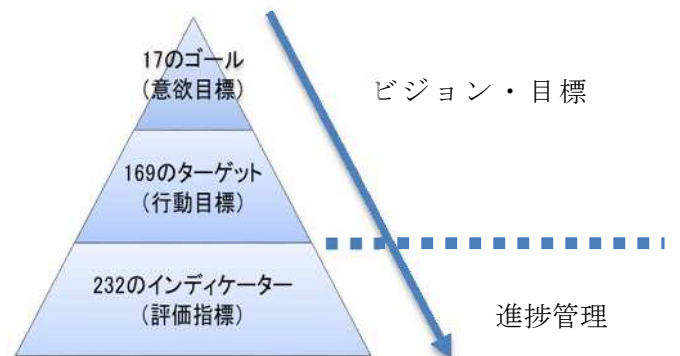 17のゴール
(意欲目標)
ビジョン・目標
169のターゲット
(行動目標)
232のインディケーター
(評価指標)
進捗管理